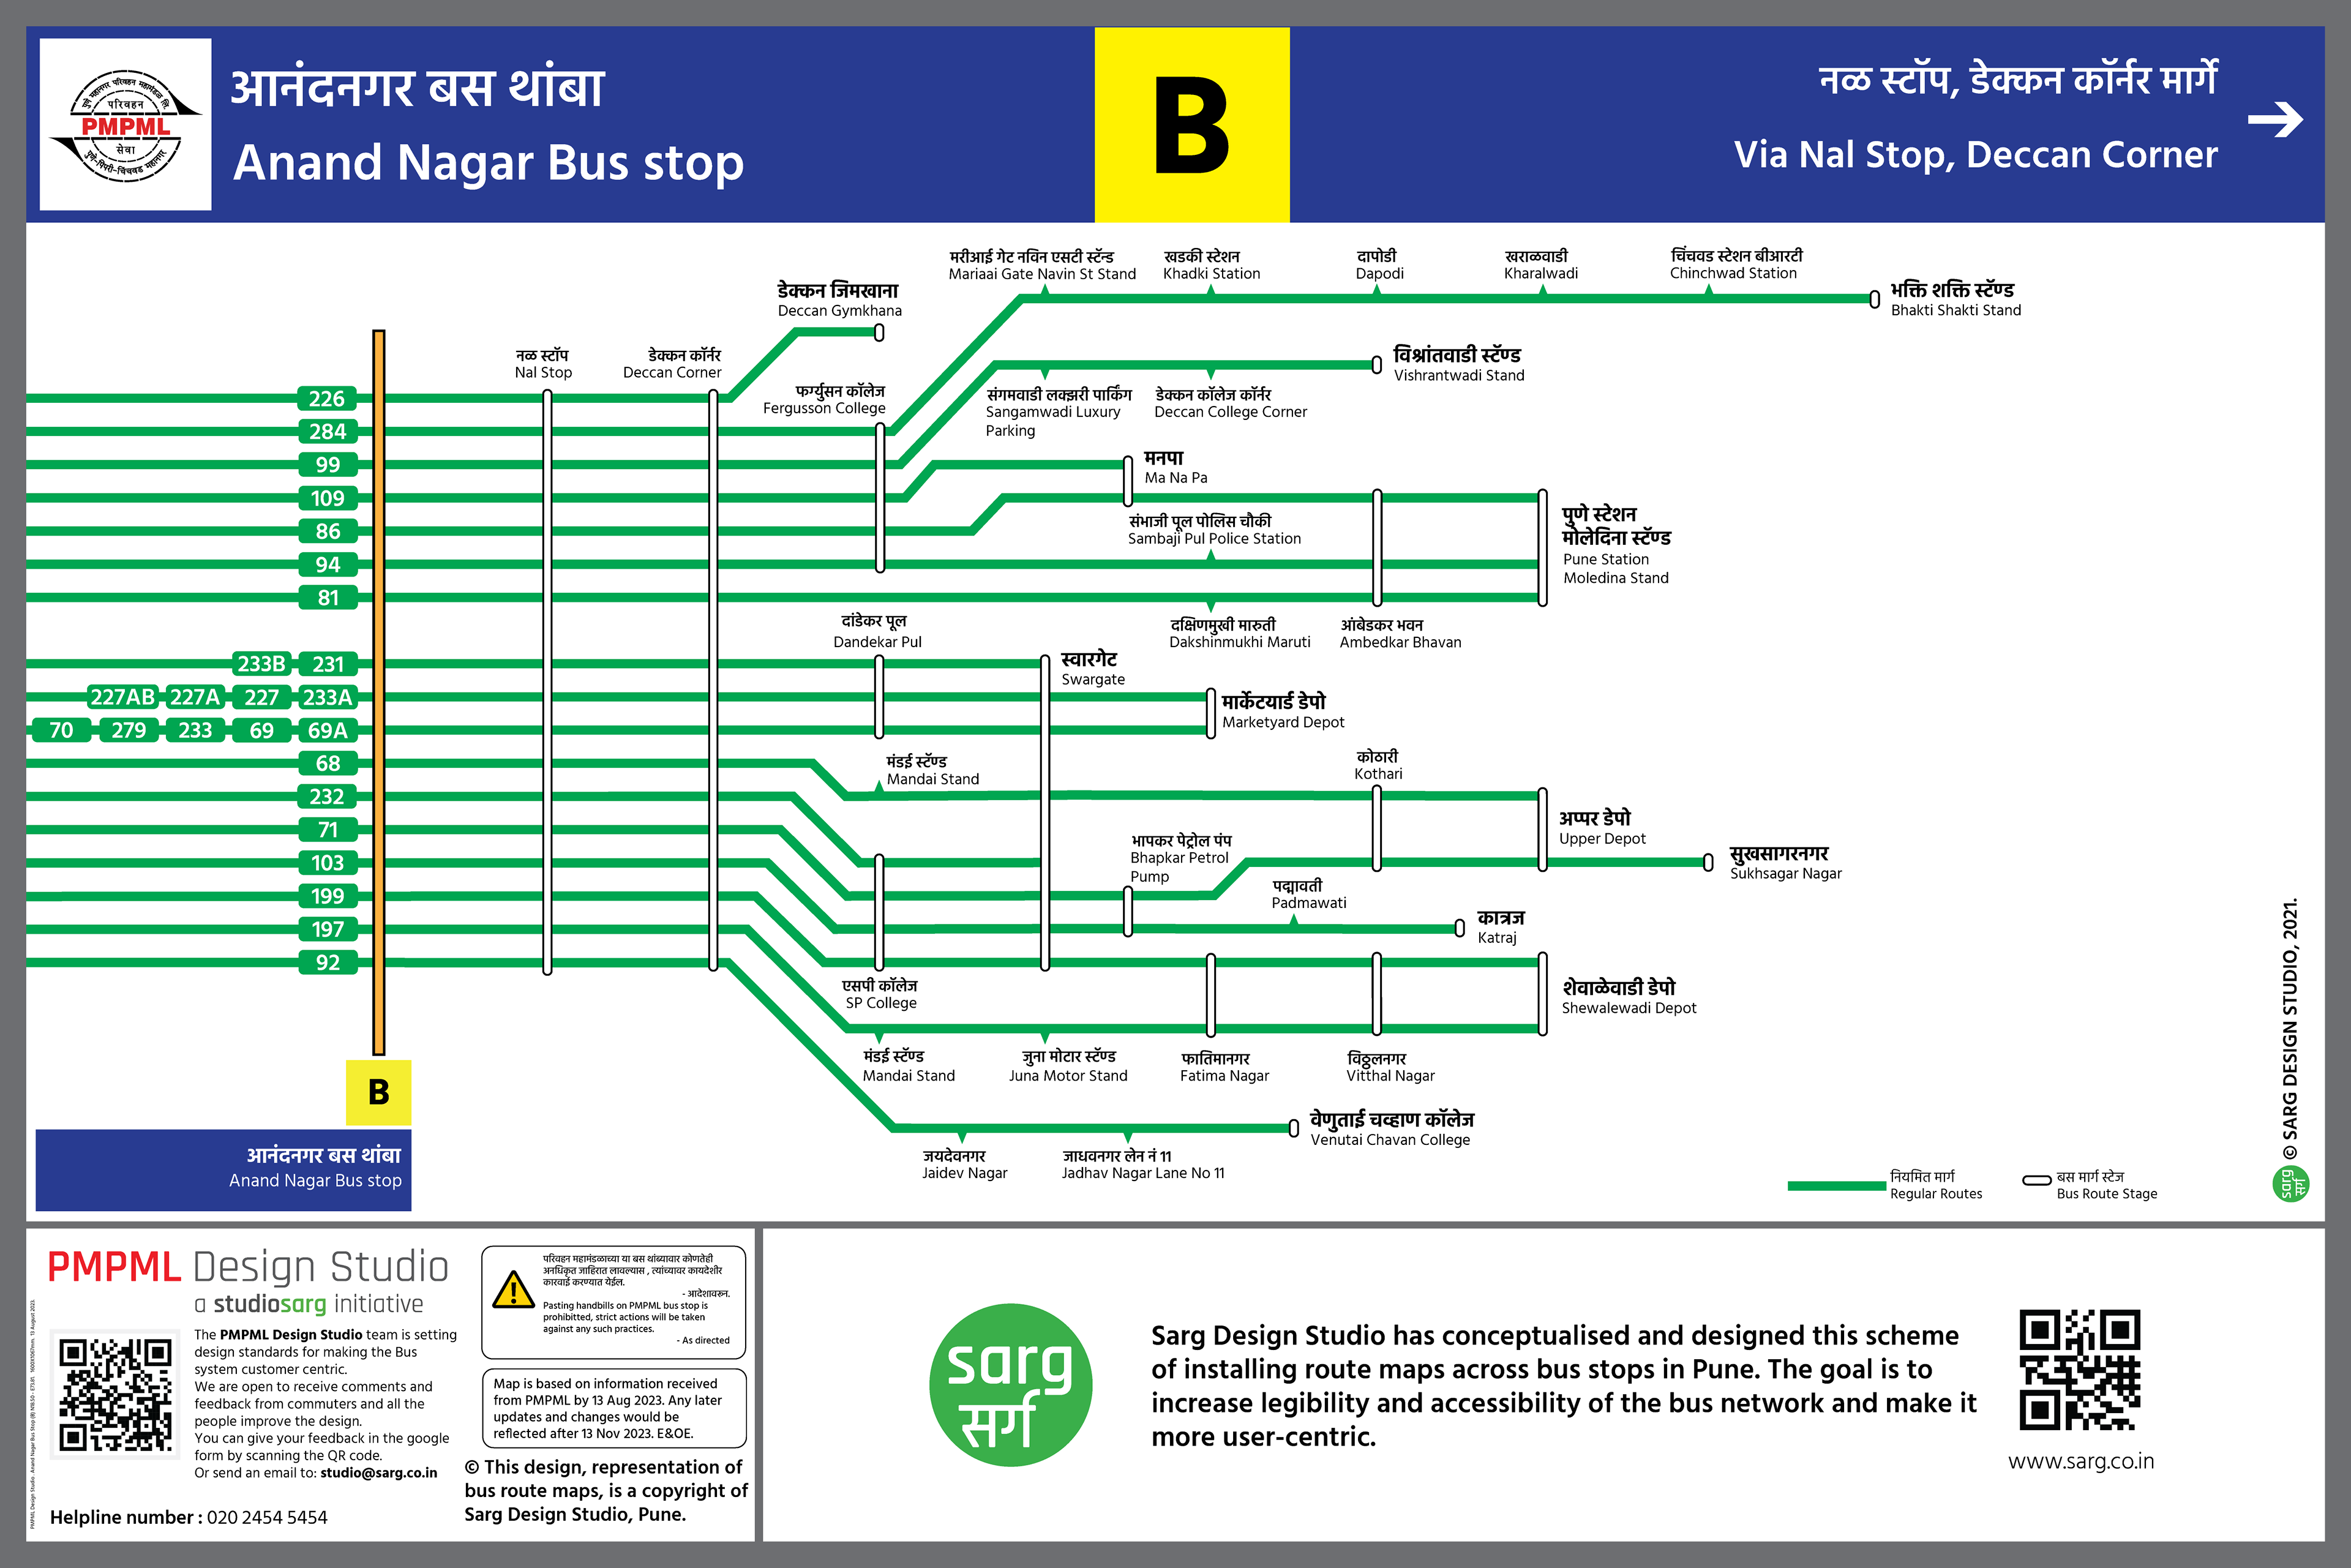 पुणे महानगर परिवहन महामंडळ लि.
परिवहन
PMPML
सेवा
पुणे-पिंपरी-चिंचवड महानगर
आनंदनगर बस थांबा
Anand Nagar Bus stop
B
नळ स्टॉप, डेक्कन कॉर्नर मार्गे
Via Nal Stop, Deccan Corner
मरीआई गेट नविन एसटी स्टॅन्ड
Mariaai Gate Navin St Stand
खडकी स्टेशन
Khadki Station
दापोडी
Dapodi
खराळवाडी
Kharalwadi
चिंचवड स्टेशन बीआरटी
Chinchwad Station
भक्ति शक्ति स्टॅण्ड
Bhakti Shakti Stand
डेक्कन जिमखाना
Deccan Gymkhana
नळ स्टॉप
Nal Stop
डेक्कन कॉर्नर
Deccan Corner
फर्ग्युसन कॉलेज
Fergusson College
विश्रांतवाडी स्टॅण्ड
Vishrantwadi Stand
संगमवाडी लक्झरी पार्किंग
Sangamwadi Luxury
Parking
डेक्कन कॉलेज कॉर्नर
Deccan College Corner
मनपा
Ma Na Pa
संभाजी पूल पोलिस चौकी
Sambaji Pul Police Station
पुणे स्टेशन
मोलेदिना स्टॅण्ड
Pune Station
Moledina Stand
दक्षिणमुखी मारुती
Dakshinmukhi Maruti
आंबेडकर भवन
Ambedkar Bhavan
226
284
99
109
86
94
81
233B 231
227AB 227A 227 233A
70 279 233 69 69A
68
232
71
103
199
197
92
दांडेकर पूल
Dandekar Pul
स्वारगेट
Swargate
मार्केटयार्ड डेपो
Marketyard Depot
मंडई स्टॅण्ड
Mandai Stand
कोठारी
Kothari
अप्पर डेपो
Upper Depot
भापकर पेट्रोल पंप
Bhapkar Petrol
Pump
सुखसागरनगर
Sukhsagar Nagar
पद्मावती
Padmawati
कात्रज
Katraj
एसपी कॉलेज
SP College
शेवाळेवाडी डेपो
Shewalewadi Depot
मंडई स्टॅण्ड
Mandai Stand
जुना मोटार स्टॅण्ड
Juna Motor Stand
फातिमानगर
Fatima Nagar
विठ्ठलनगर
Vitthal Nagar
वेणुताई चव्हाण कॉलेज
Venutai Chavan College
जयदेवनगर
Jaidev Nagar
जाधवनगर लेन नं 11
Jadhav Nagar Lane No 11
B
आनंदनगर बस थांबा
Anand Nagar Bus stop
नियमित मार्ग
Regular Routes
बस मार्ग स्टेज
Bus Route Stage
© SARG DESIGN STUDIO, 2021.
sarg
सर्ग
PMPML Design Studio
a studiosarg initiative
The PMPML Design Studio team is setting
design standards for making the Bus
system customer centric.
We are open to receive comments and
feedback from commuters and all the
people improve the design.
You can give your feedback in the google
form by scanning the QR code.
Or send an email to: studio@sarg.co.in
Helpline number : 020 2454 5454
परिवहन महामंडळाच्या या बस थांब्यावार कोणतेही
अनधिकृत जाहिरात लावल्यास , त्यांच्यावर कायदेशीर
कारवाई करण्यात येईल.
- आदेशावरून.
Pasting handbills on PMPML bus stop is
prohibitted, strict actions will be taken
against any such practices.
- As directed
Map is based on information received
from PMPML by 13 Aug 2023. Any later
updates and changes would be
reflected after 13 Nov 2023. E&OE.
© This design, representation of
bus route maps, is a copyright of
Sarg Design Studio, Pune.
sarg
सर्ग
Sarg Design Studio has conceptualised and designed this scheme
of installing route maps across bus stops in Pune. The goal is to
increase legibility and accessibility of the bus network and make it
more user-centric.
www.sarg.co.in